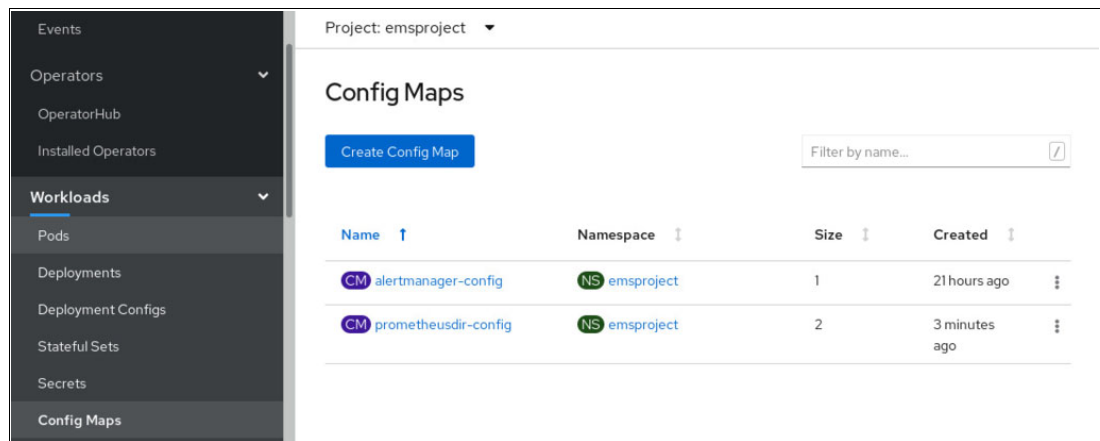 Events
Operators
OperatorHub
Installed Operators
Workloads
Pods
Deployments
Deployment Configs
Stateful Sets
Secrets
Config Maps
Project: emsproject
Config Maps
Create Config Map
Filter by name...
/
Name Namespace Size Created
CM alertmanager-config NS emsproject 1 21 hours ago
CM prometheusdir-config NS emsproject 2 3 minutes
ago